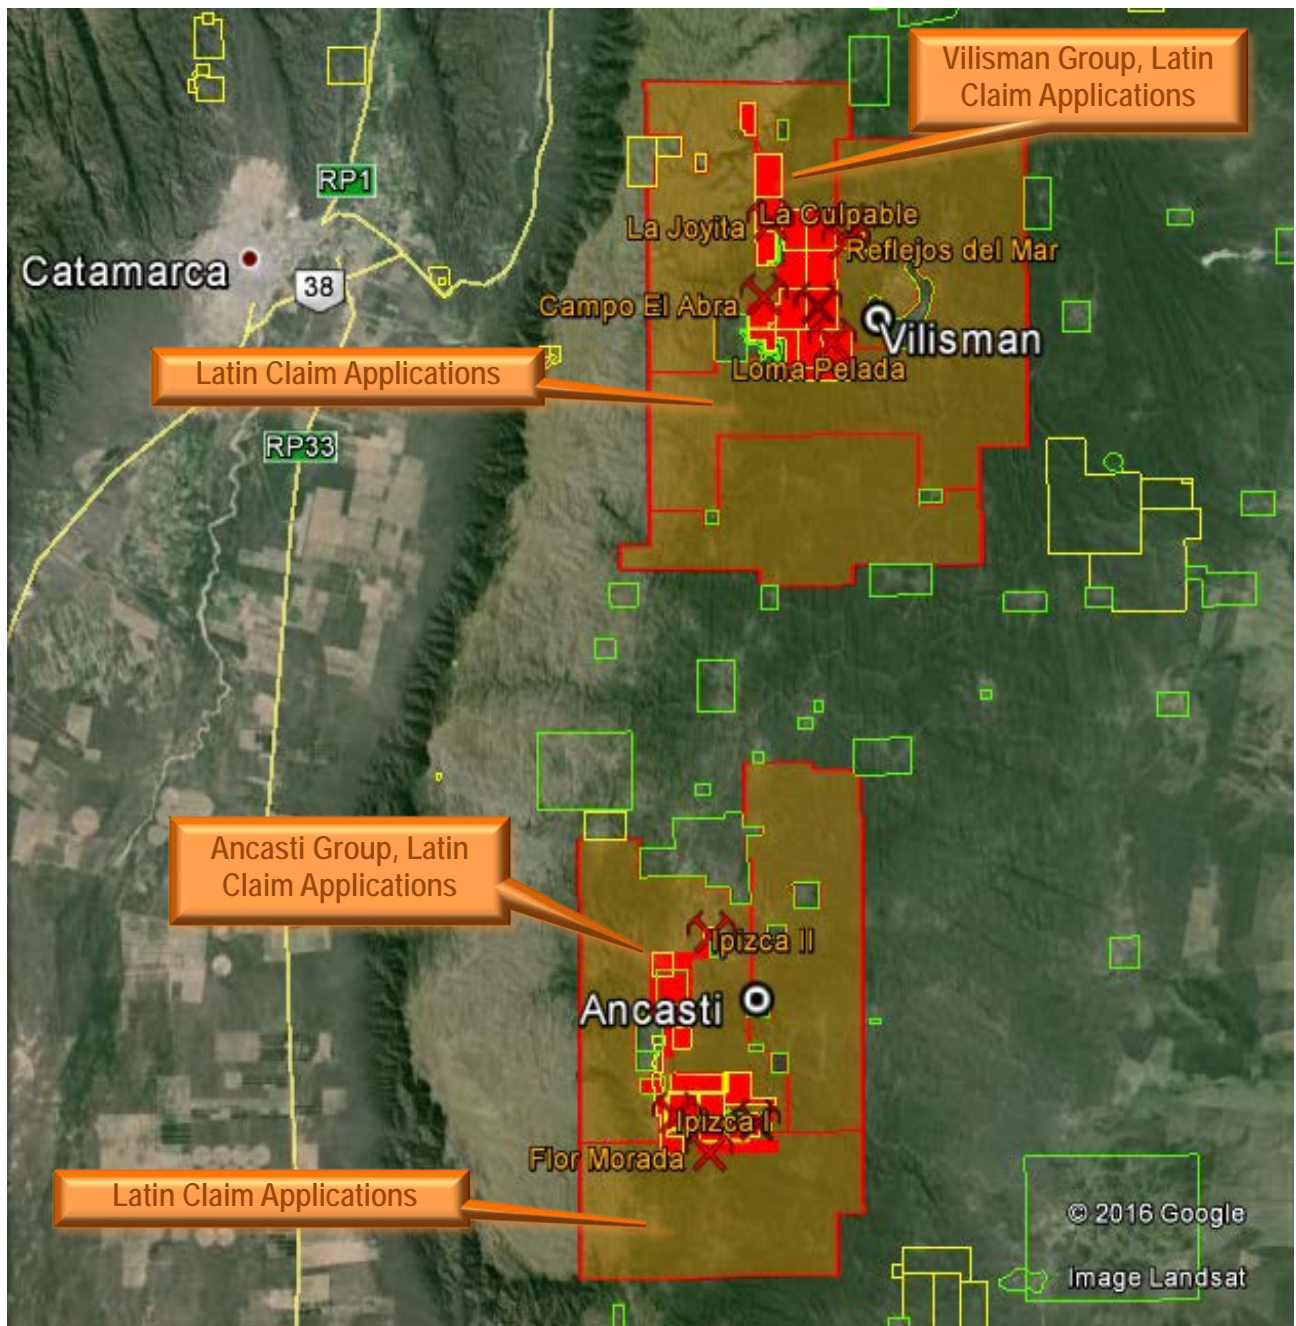 Vilisman Group, Latin
Claim Applications
RP1
La Culpable
La Joyita
Reflejos del Mar
Catamarca
38
Campo El Abra
Vilisman
Latin Claim Applications
Loma Pelada
RP33
Ancasti Group, Latin
Claim Applications
Ipizca II
Ancasti
Ipizca I
Flor Morada
Latin Claim Applications
© 2016 Google
Image Landsat